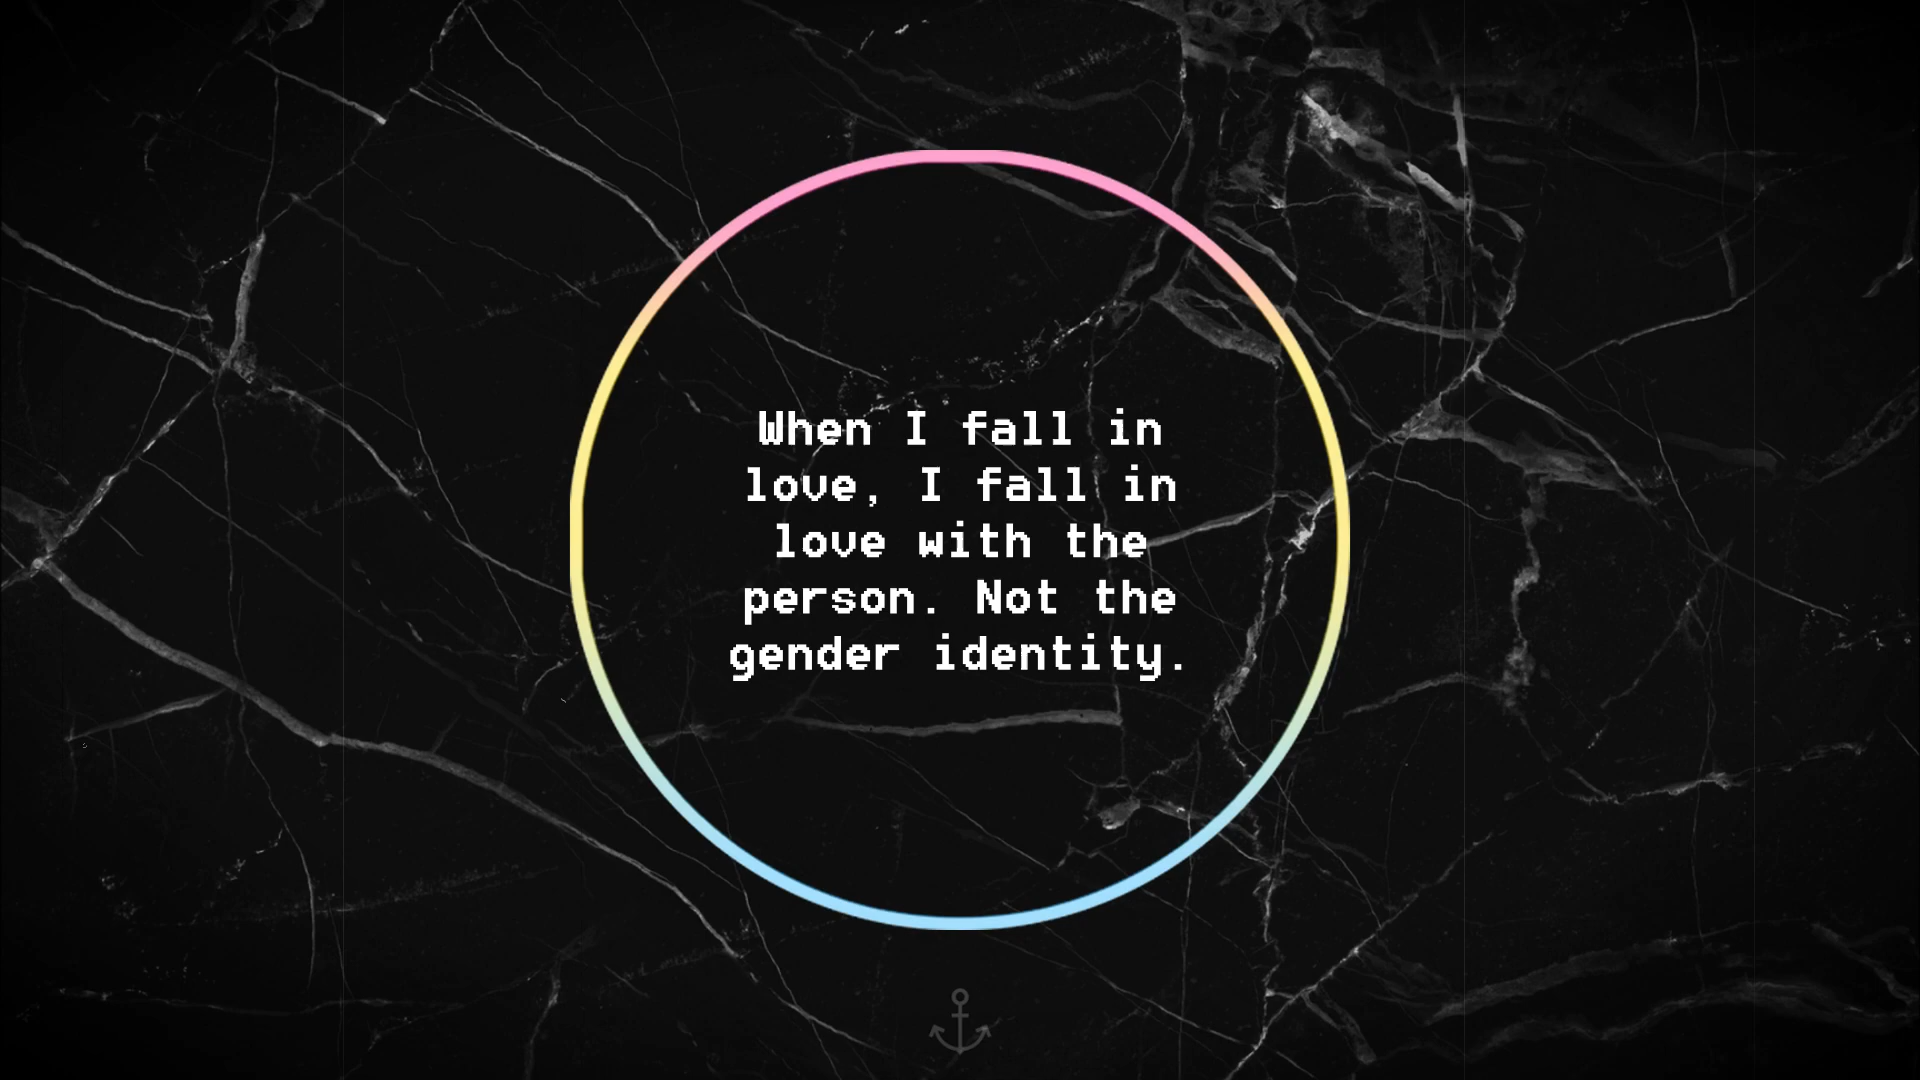 When I fall in
love, I fall in
love with the
person. Not the
gender identity.